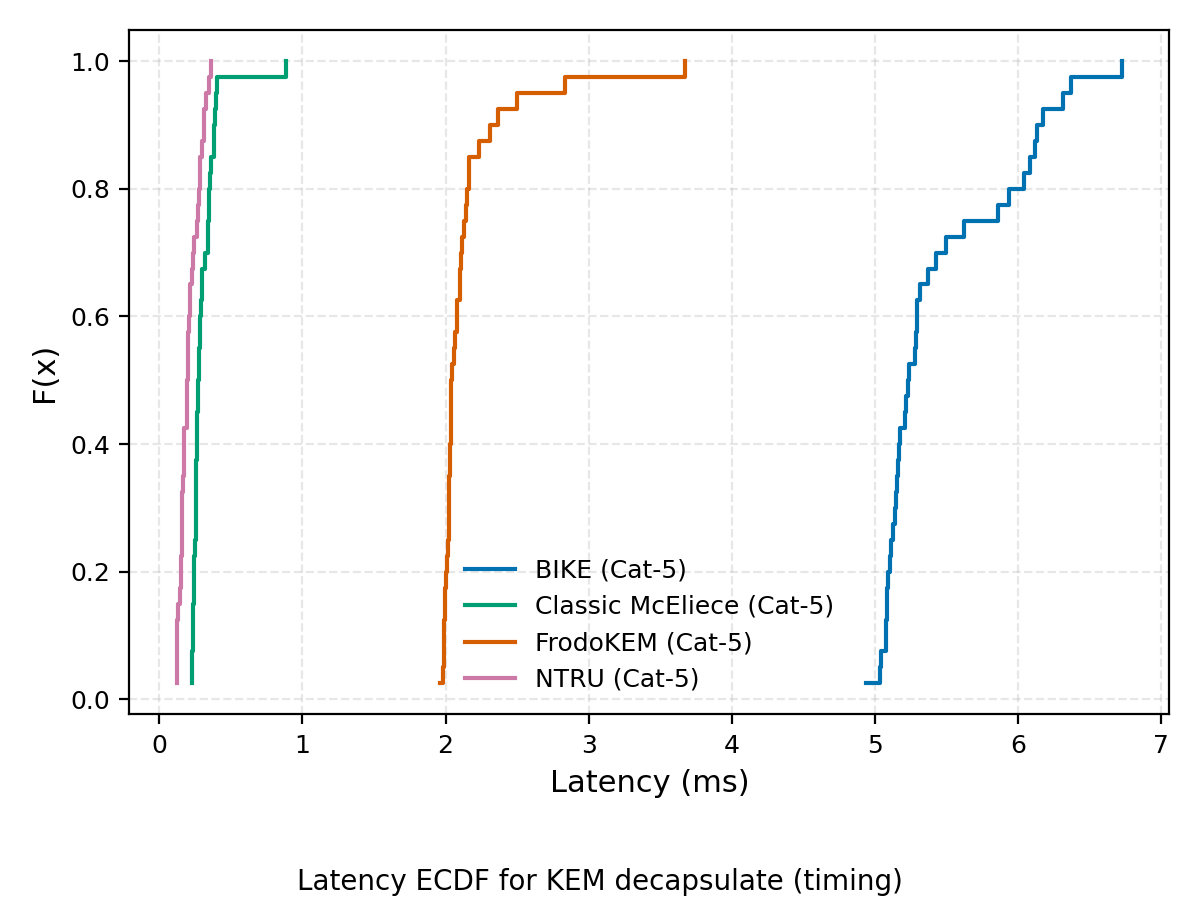 F(x)
1.0
0.8
0.6
0.4
0.2
0.0
BIKE (Cat-5)
Classic McEliece (Cat-5)
FrodoKEM (Cat-5)
NTRU (Cat-5)
0 1 2 3 4 5 6 7
Latency (ms)
Latency ECDF for KEM decapsulate (timing)